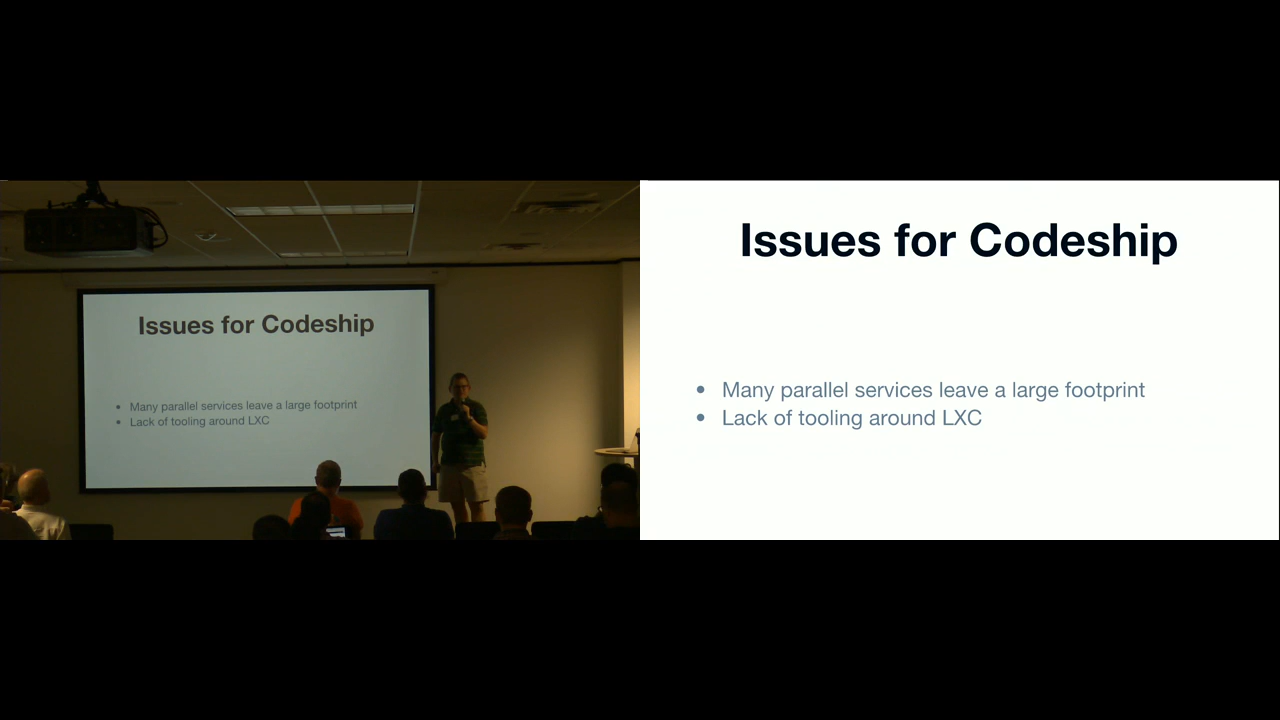 Issues for Codeship
• Many parallel services leave a large footprint
• Lack of tooling around LXC
Issues for Codeship
• Many parallel services leave a large footprint
• Lack of tooling around LXC